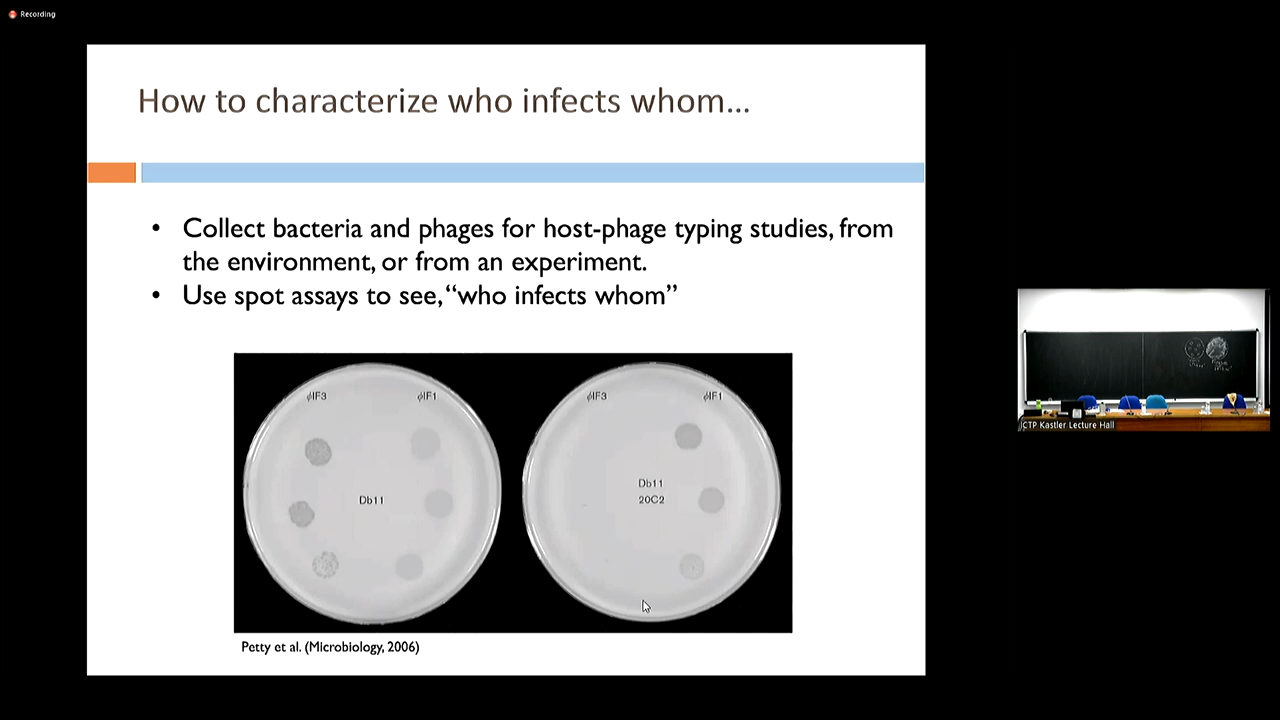 Recording
How to characterize who infects whom...
• Collect bacteria and phages for host-phage typing studies, from
the environment, or from an experiment.
• Use spot assays to see, “who infects whom”
ϕIF3
ϕIF1
Db11
ϕIF3
ϕIF1
Db11
20C2
Petty et al. (Microbiology, 2006)
CTP Kastler Lecture Hall